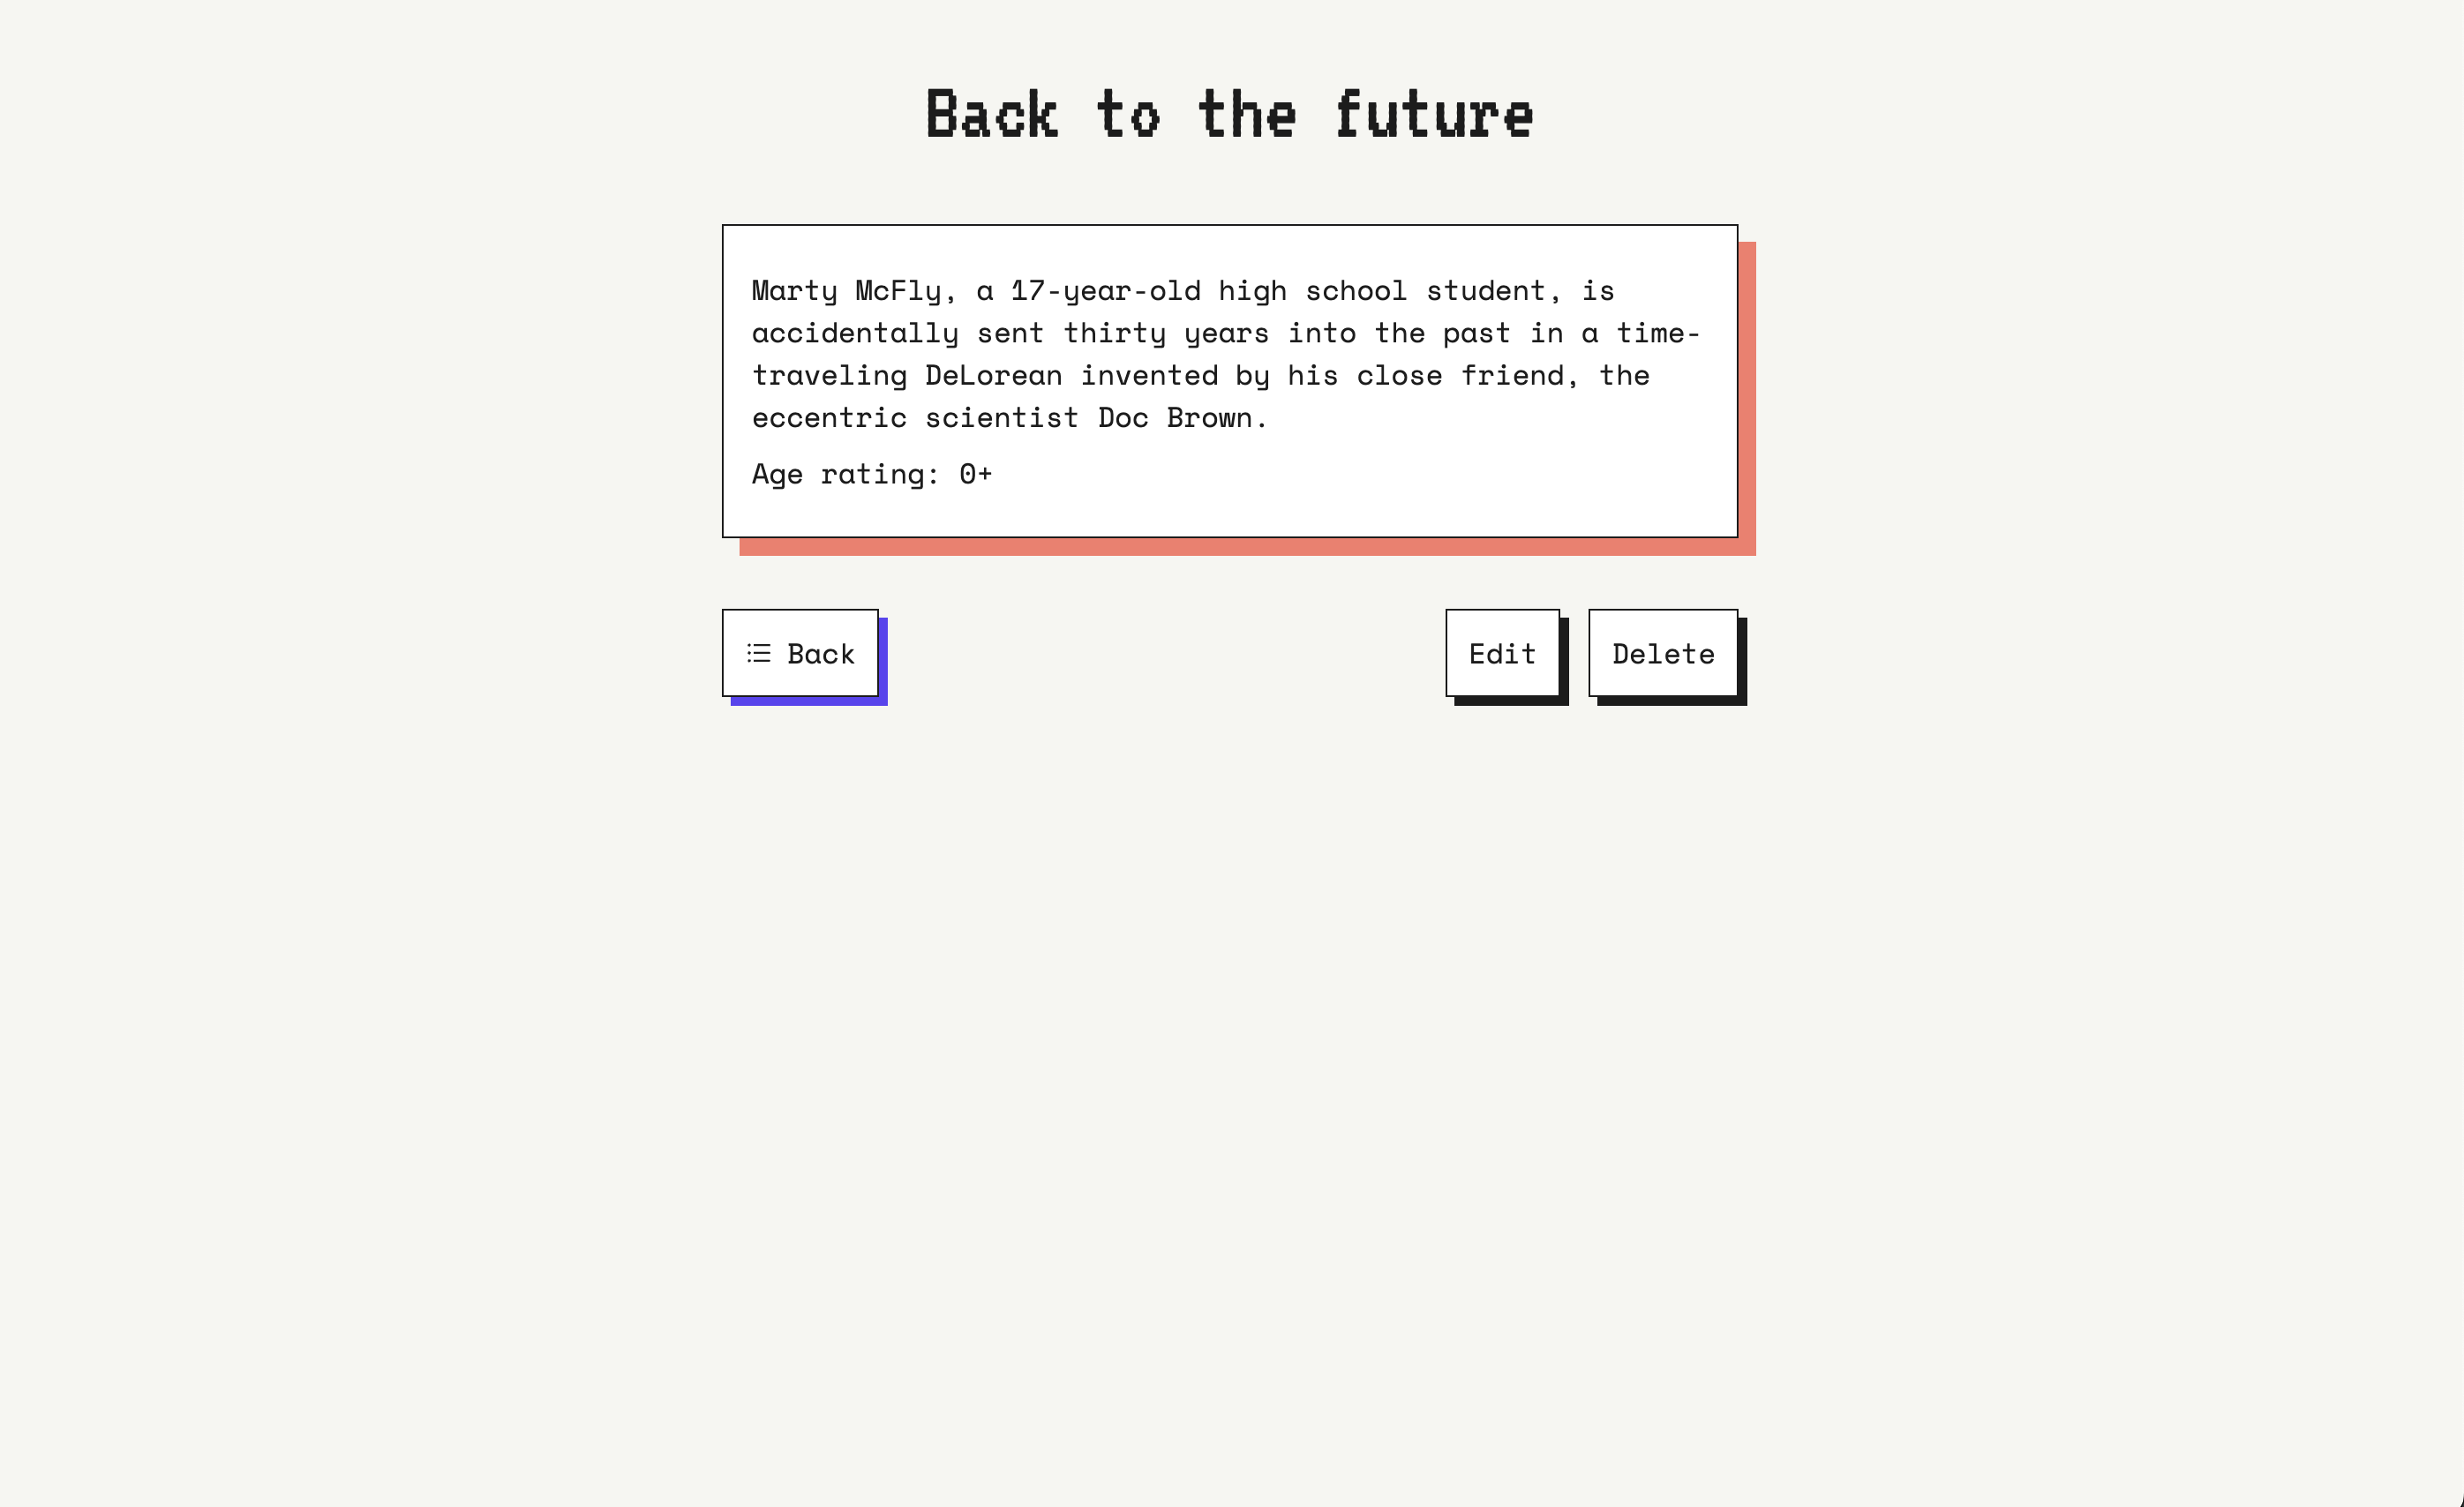 Back to the future
Marty McFly, a 17-year-old high school student, is
accidentally sent thirty years into the past in a time-
traveling DeLorean invented by his close friend, the
eccentric scientist Doc Brown.
Age rating: 0+
Back
Edit
Delete